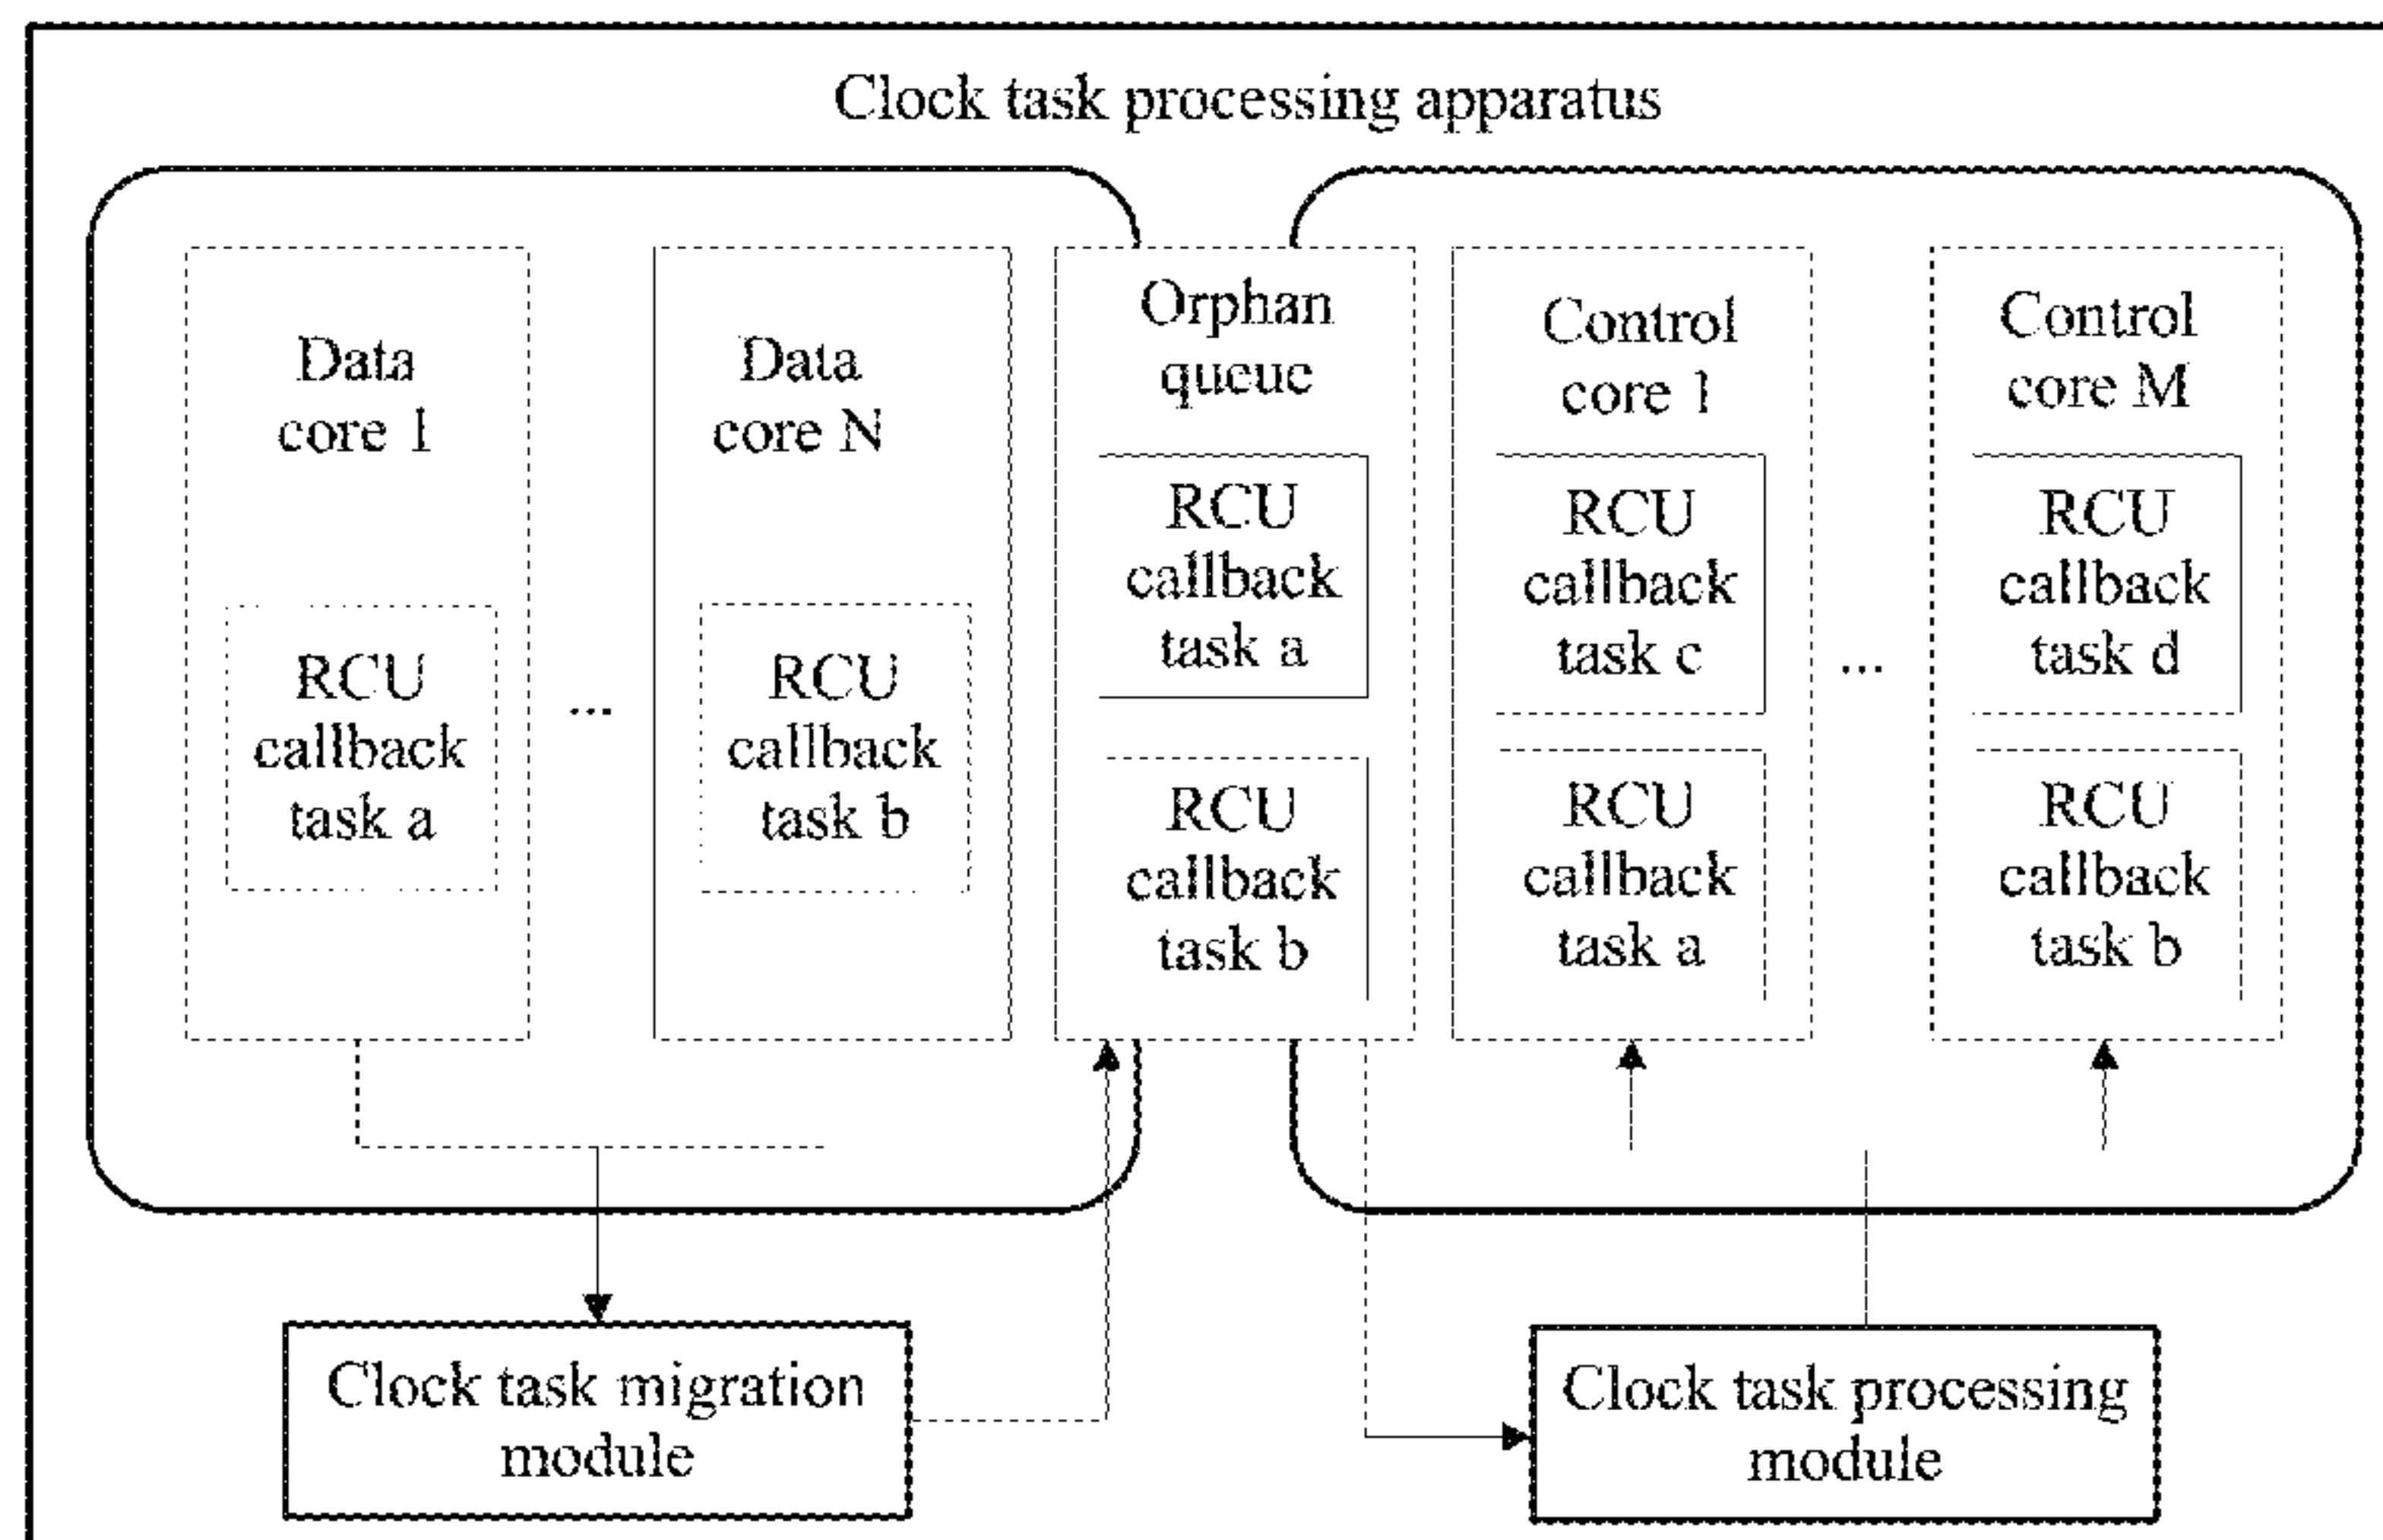 Clock task processing apparatus
Data
core 1
RCU
callback
task a
...
Data
core N
RCU
callback
task b
Orphan
queue
RCU
callback
task a
RCU
callback
task b
Control
core 1
RCU
callback
task c
RCU
callback
task a
...
Control
core M
RCU
callback
task d
RCU
callback
task b
Clock task migration
module
Clock task processing
module